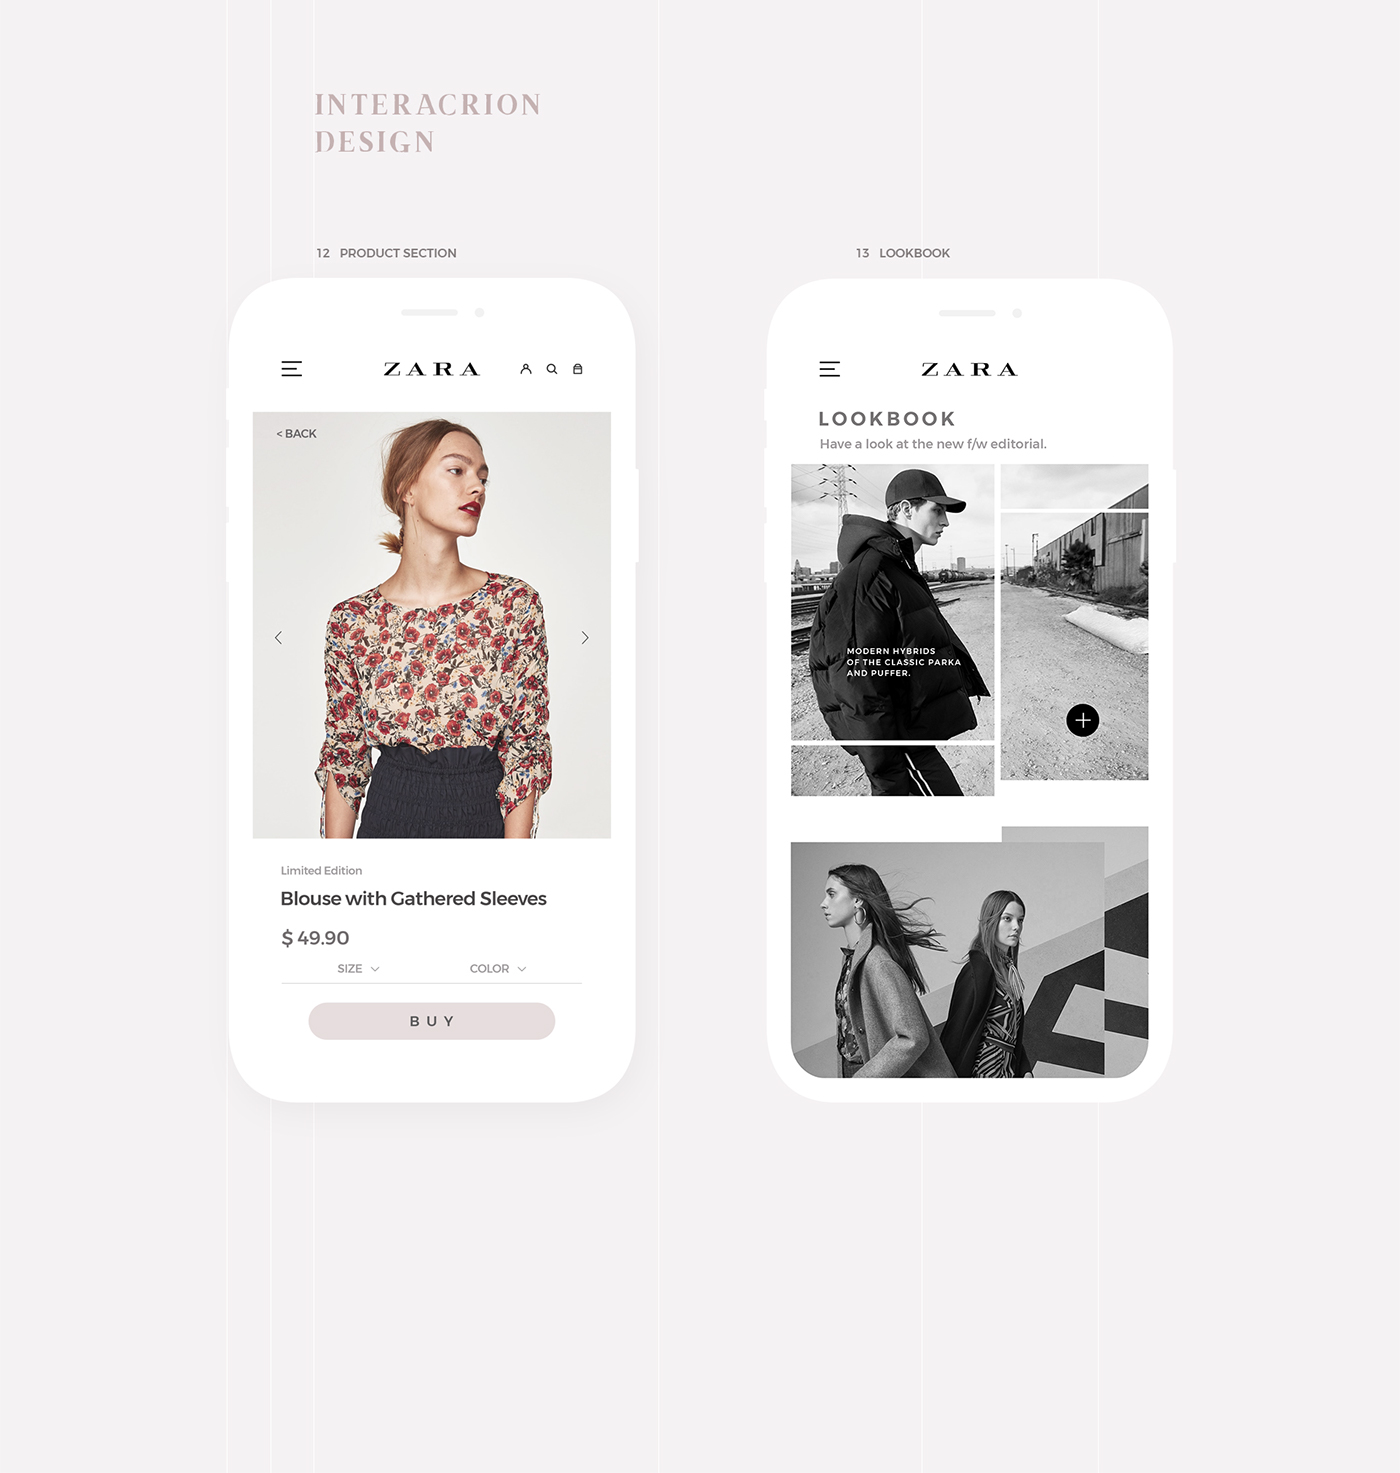 INTERACRION
DESIGN
12 PRODUCT SECTION
ZARA
< BACK
Limited Edition
Blouse with Gathered Sleeves
$ 49.90
SIZE
COLOR
BUY
13 LOOKBOOK
ZARA
LOOKBOOK
Have a look at the new f/w editorial.
MODERN HYBRIDS
OF THE CLASSIC PARKA
AND PUFFER.